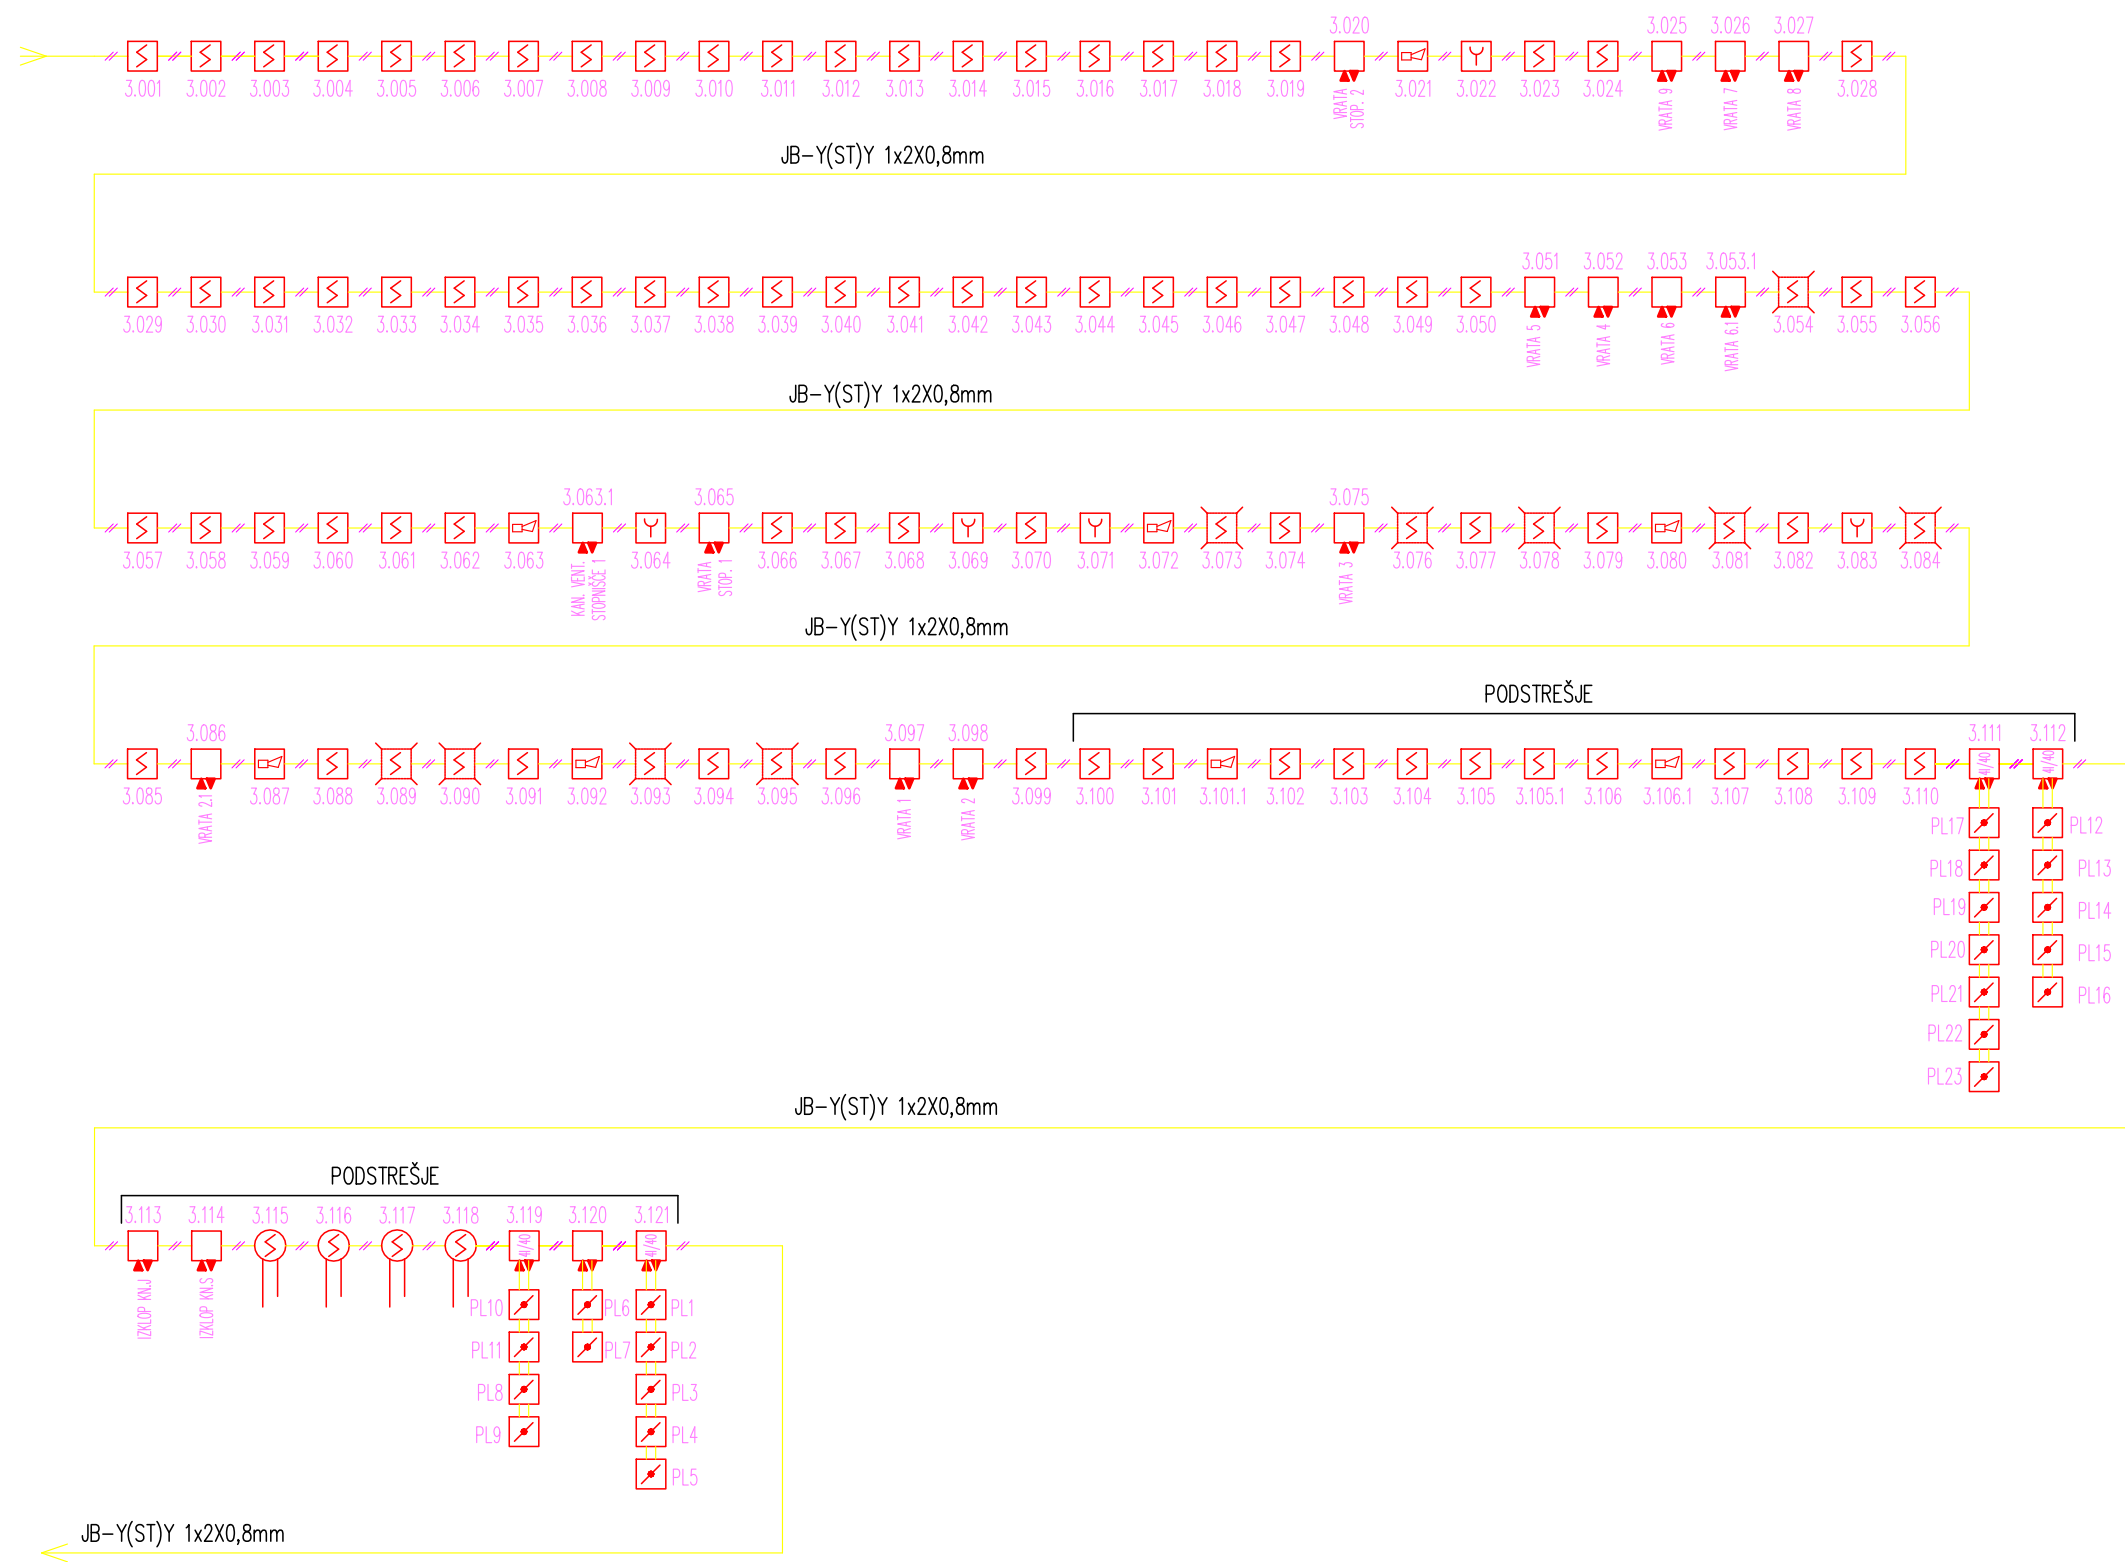 3.020 3.025 3.026 3.027
3.001 3.002 3.003 3.004 3.005 3.006 3.007 3.008 3.009 3.010 3.011 3.012 3.013 3.014 3.015 3.016 3.017 3.018 3.019 3.021 3.022 3.023 3.024 3.028
VRATA
STOP. 2
VRATA 9
VRATA 7
VRATA 8
JB-Y(ST)Y 1x2X0,8mm
3.051 3.052 3.053 3.053.1
3.029 3.030 3.031 3.032 3.033 3.034 3.035 3.036 3.037 3.038 3.039 3.040 3.041 3.042 3.043 3.044 3.045 3.046 3.047 3.048 3.049 3.050 3.054 3.055 3.056
VRATA 5
VRATA 4
VRATA 6
VRATA 6.1
JB-Y(ST)Y 1x2X0,8mm
3.063.1 3.065 3.075
3.057 3.058 3.059 3.060 3.061 3.062 3.063 3.064 3.066 3.067 3.068 3.069 3.070 3.071 3.072 3.073 3.074 3.076 3.077 3.078 3.079 3.080 3.081 3.082 3.083 3.084
KAN. VENT.
STOPNIŠČE 1
VRATA
STOP. 1
VRATA 3
JB-Y(ST)Y 1x2X0,8mm
PODSTREŠJE
3.086 3.097 3.098 3.111 3.112
4I/40 4I/40
3.085 3.087 3.088 3.089 3.090 3.091 3.092 3.093 3.094 3.095 3.096 3.099 3.100 3.101 3.101.1 3.102 3.103 3.104 3.105 3.105.1 3.106 3.106.1 3.107 3.108 3.109 3.110
VRATA 2.1
VRATA 1
VRATA 2
PL17 PL12
PL18 PL13
PL19 PL14
PL20 PL15
PL21 PL16
PL22
PL23
JB-Y(ST)Y 1x2X0,8mm
PODSTREŠJE
3.113 3.114 3.115 3.116 3.117 3.118 3.119 3.120 3.121
4I/40 4I/40
IZKLOP KN.J
IZKLOP KN.S
PL10 PL6 PL1
PL11 PL7 PL2
PL8 PL3
PL9 PL4
PL5
JB-Y(ST)Y 1x2X0,8mm